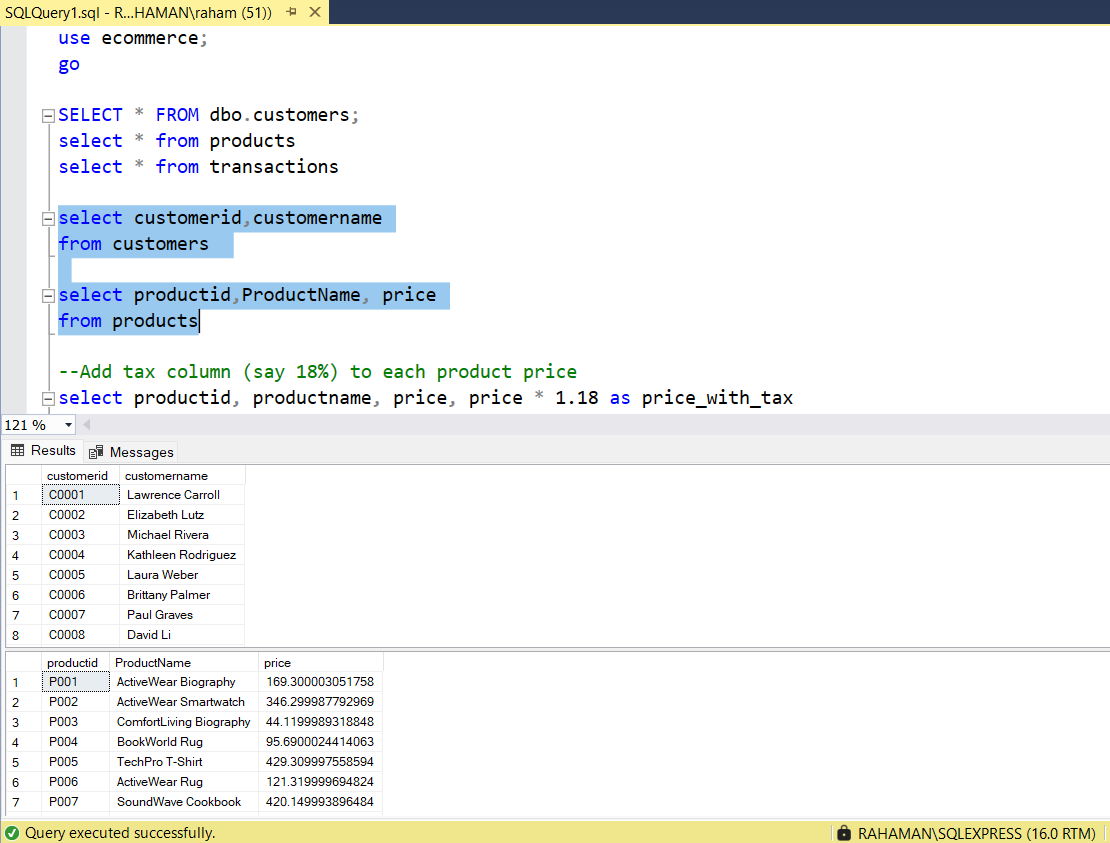 SQLQuery1.sql - R...HAMAN\raham (51))
use ecommerce;
go
SELECT * FROM dbo.customers;
select * from products
select * from transactions
select customerid,customername
from customers
select productid,ProductName, price
from products
--Add tax column (say 18%) to each product price
select productid, productname, price, price * 1.18 as price_with_tax
121 %
Results Messages
customerid customername
1 C0001 Lawrence Carroll
2 C0002 Elizabeth Lutz
3 C0003 Michael Rivera
4 C0004 Kathleen Rodriguez
5 C0005 Laura Weber
6 C0006 Brittany Palmer
7 C0007 Paul Graves
8 C0008 David Li
productid ProductName price
1 P001 ActiveWear Biography 169.300003051758
2 P002 ActiveWear Smartwatch 346.299987792969
3 P003 ComfortLiving Biography 44.1199989318848
4 P004 BookWorld Rug 95.6900024414063
5 P005 TechPro T-Shirt 429.309997558594
6 P006 ActiveWear Rug 121.319999694824
7 P007 SoundWave Cookbook 420.149993896484
Query executed successfully. RAHAMAN\SQLEXPRESS (16.0 RTM)